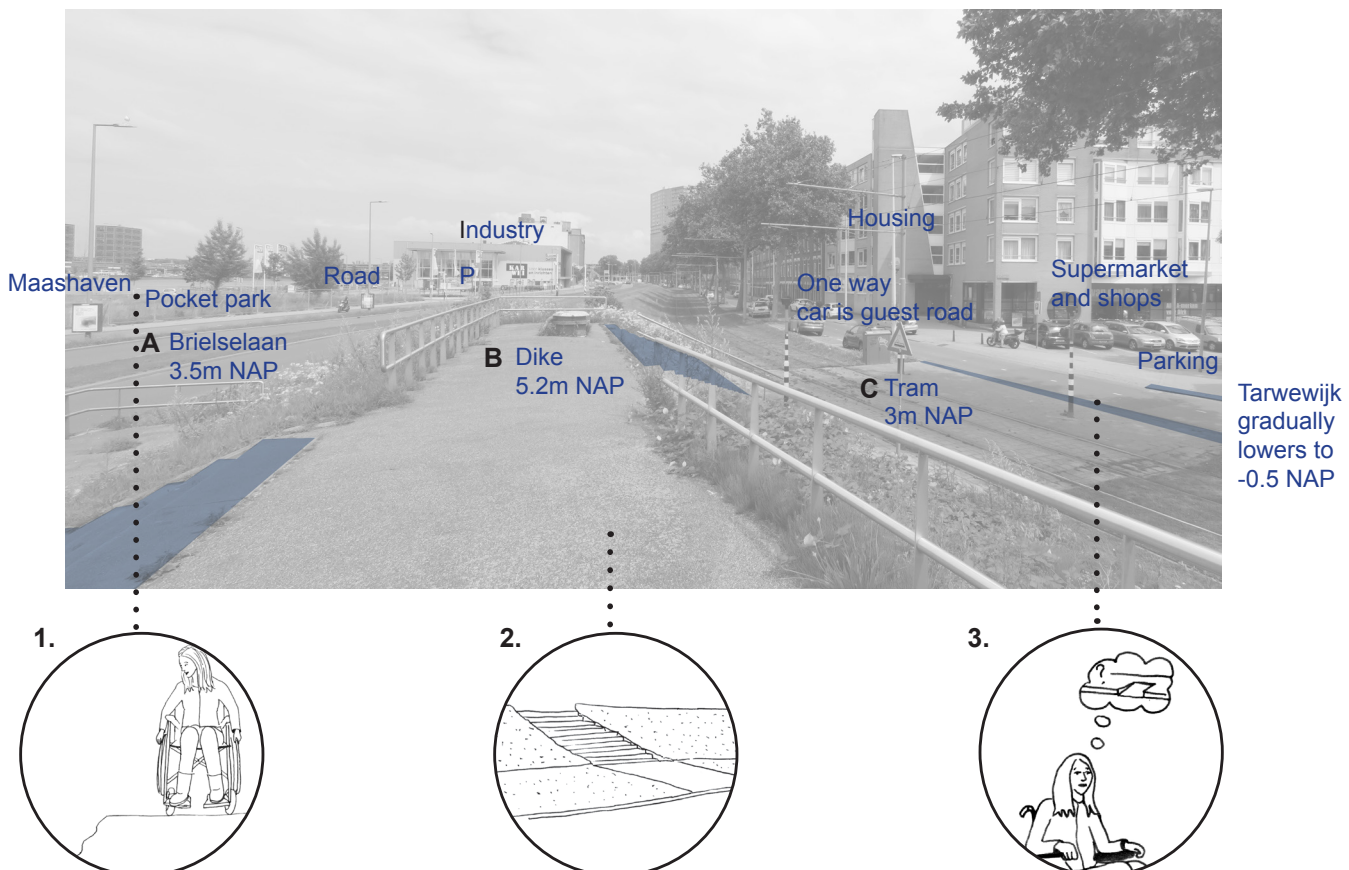 Industry
Housing
Maashaven
Road
P
One way
car is guest road
Supermarket
and shops
Pocket park
A Brielselaan
3.5m NAP
B Dike
5.2m NAP
C Tram
3m NAP
Parking
Tarwewijk
gradually
lowers to
-0.5 NAP
1.
2.
3.
?